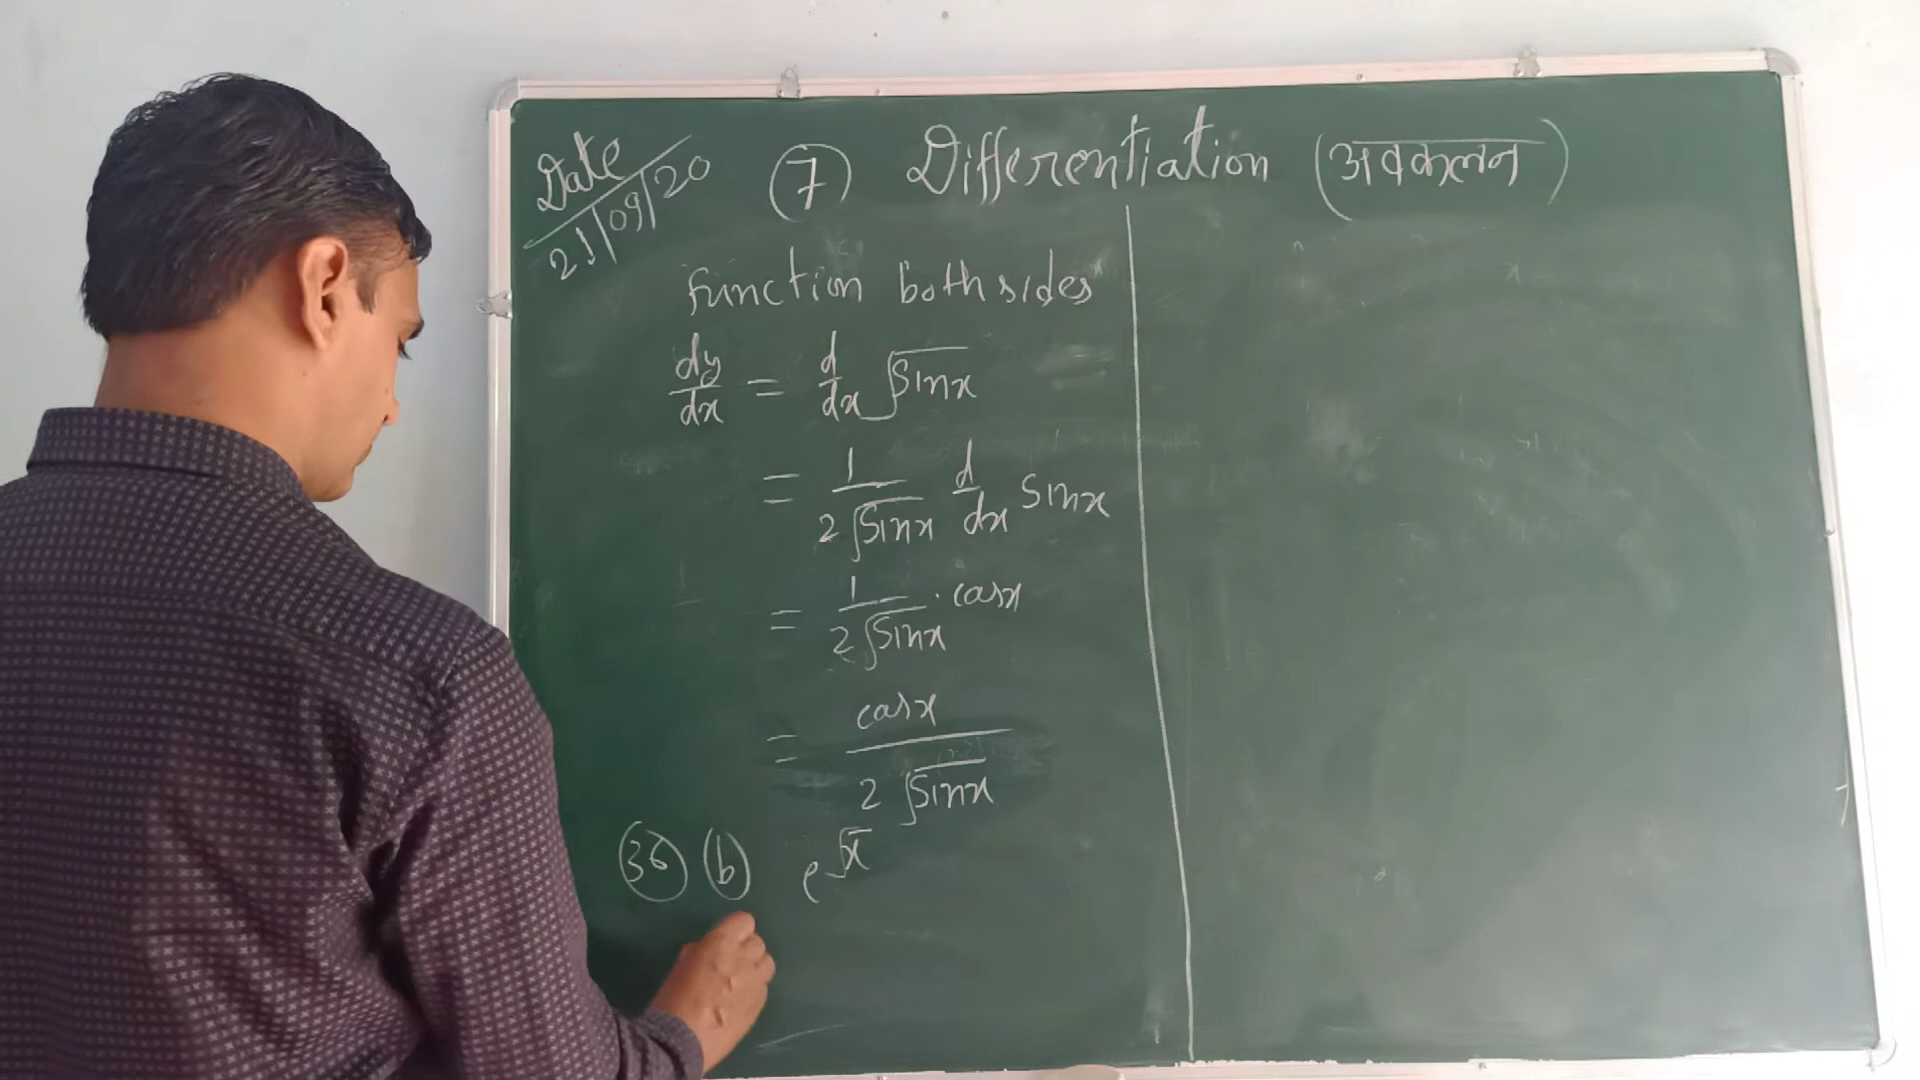 Date
21/09/20
(7) Differentiation (अवकलन)
Function both sides
dy/dx = d/dx √sinx
= 1/2√sinx d/dx sinx
= 1/2√sinx . cosx
= cosx/2√sinx
(36) (b) e^√x